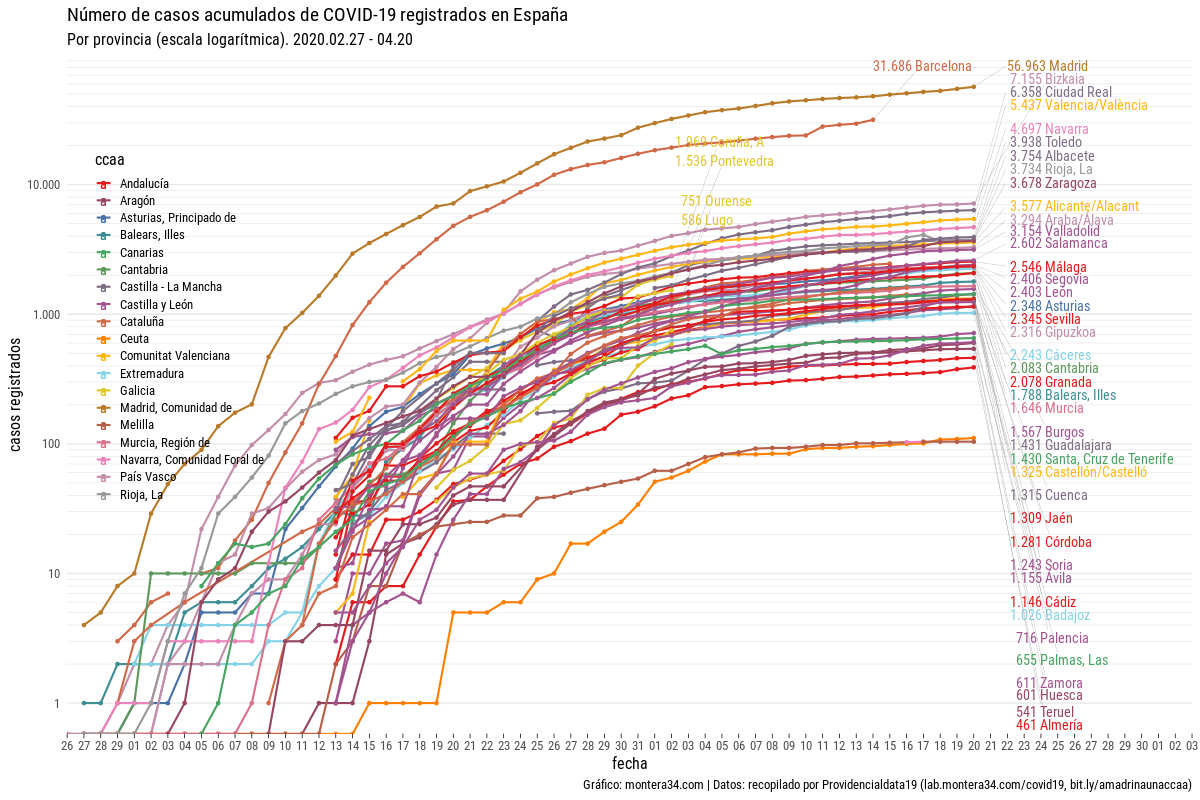 Número de casos acumulados de COVID-19 registrados en España
Por provincia (escala logarítmica). 2020.02.27 - 04.20
31.686 Barcelona
56.963 Madrid
7.155 Bizkaia
6.358 Ciudad Real
5.437 Valencia/València
4.697 Navarra
1.969 Coruña, A
3.938 Toledo
3.754 Albacete
1.536 Pontevedra
3.734 Rioja, La
3.678 Zaragoza
751 Ourense
3.577 Alicante/Alacant
586 Lugo
3.294 Araba/Álava
3.154 Valladolid
2.602 Salamanca
2.546 Málaga
2.406 Segovia
2.403 León
2.348 Asturias
2.345 Sevilla
2.316 Gipuzkoa
2.243 Cáceres
2.083 Cantabria
2.078 Granada
1.788 Balears, Illes
1.646 Murcia
1.567 Burgos
1.431 Guadalajara
1.430 Santa, Cruz de Tenerife
1.325 Castellón/Castelló
1.315 Cuenca
1.309 Jaén
1.281 Córdoba
1.243 Soria
1.155 Ávila
1.146 Cádiz
1.026 Badajoz
716 Palencia
655 Palmas, Las
611 Zamora
601 Huesca
541 Teruel
461 Almería
ccaa
Andalucía
Aragón
Asturias, Principado de
Balears, Illes
Canarias
Cantabria
Castilla - La Mancha
Castilla y León
Cataluña
Ceuta
Comunitat Valenciana
Extremadura
Galicia
Madrid, Comunidad de
Melilla
Murcia, Región de
Navarra, Comunidad Foral de
País Vasco
Rioja, La
casos registrados
10.000
1.000
100
10
1
26 27 28 29 01 02 03 04 05 06 07 08 09 10 11 12 13 14 15 16 17 18 19 20 21 22 23 24 25 26 27 28 29 30 31 01 02 03 04 05 06 07 08 09 10 11 12 13 14 15 16 17 18 19 20 21 22 23 24 25 26 27 28 29 30 01 02 03
fecha
Gráfico: montera34.com | Datos: recopilado por Providencialdata19 (lab.montera34.com/covid19, bit.ly/amadrinaunaccaa)